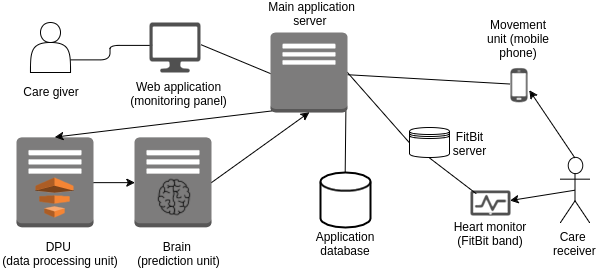 Main application
server
Movement
unit (mobile
phone)
Care giver
Web application
(monitoring panel)
FitBit
server
DPU
(data processing unit)
Brain
(prediction unit)
Application
database
Heart monitor
(FitBit band)
Care
receiver